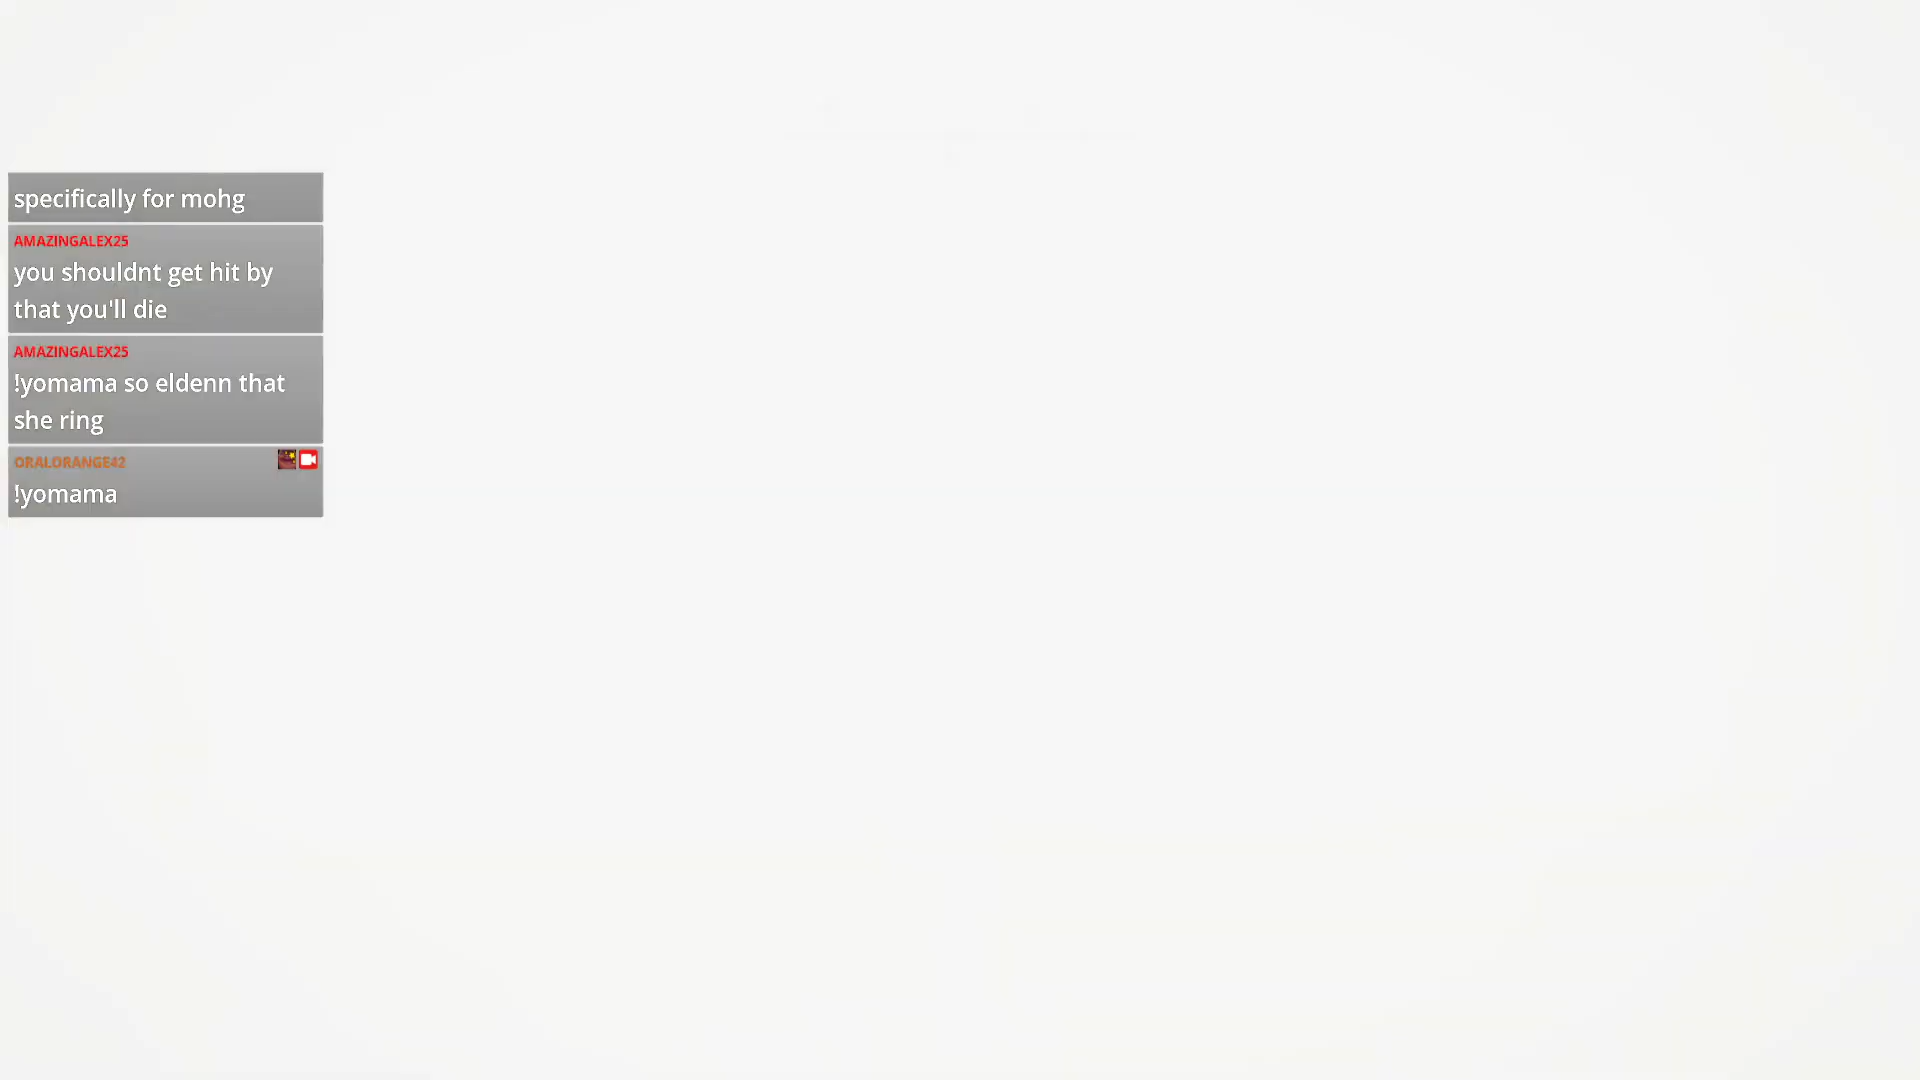 specifically for mohg
AMAZINGALEX25
you shouldnt get hit by
that you'll die
AMAZINGALEX25
!yomama so eldenn that
she ring
ORALORANGE42
!yomama